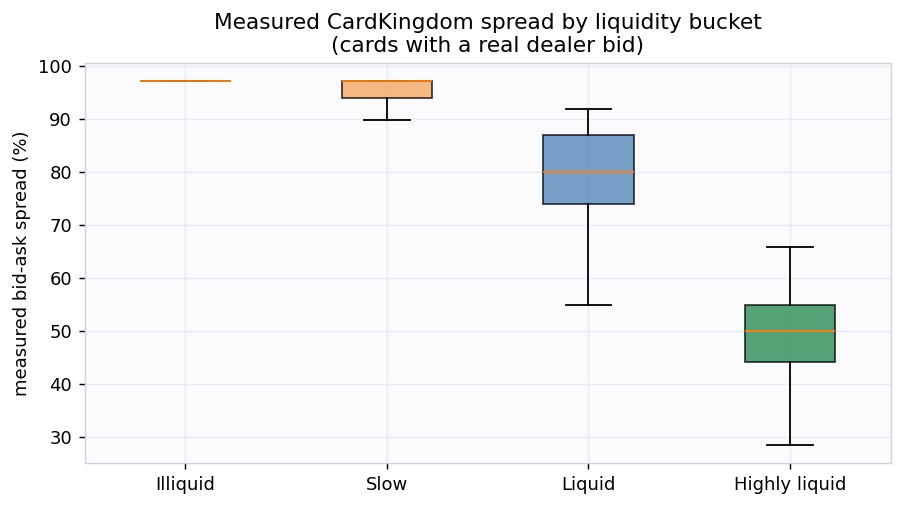 Measured CardKingdom spread by liquidity bucket
(cards with a real dealer bid)
measured bid-ask spread (%)
100
90
80
70
60
50
40
30
Illiquid
Slow
Liquid
Highly liquid